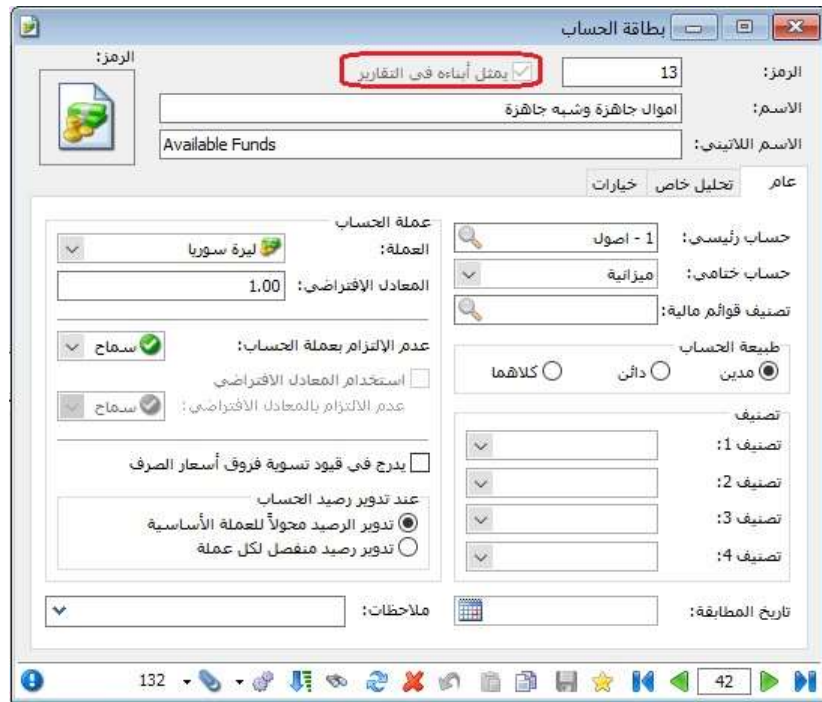 بطاقة الحساب
الرمز: 13 يمثل أبناءه في التقارير الرمز:
الاسم: اموال جاهزة وشبه جاهزة
الاسم اللاتيني: Available Funds
عام تحليل خاص خيارات
حساب رئيسي: 1 - اصول
حساب ختامي: ميزانية
تصنيف قوائم مالية:
طبيعة الحساب
مدين دائن كلاهما
تصنيف
تصنيف 1:
تصنيف 2:
تصنيف 3:
تصنيف 4:
تاريخ المطابقة:
عملة الحساب
العملة: ليرة سوريا
المعادل الإفتراضي: 1.00
عدم الإلتزام بعملة الحساب: سماح
استخدام المعادل الافتراضي
عدم الالتزام بالمعادل الافتراضي: سماح
يدرج في قيود تسوية فروق أسعار الصرف
عند تدوير رصيد الحساب
تدوير الرصيد محولاً للعملة الأساسية
تدوير رصيد منفصل لكل عملة
ملاحظات:
42 132